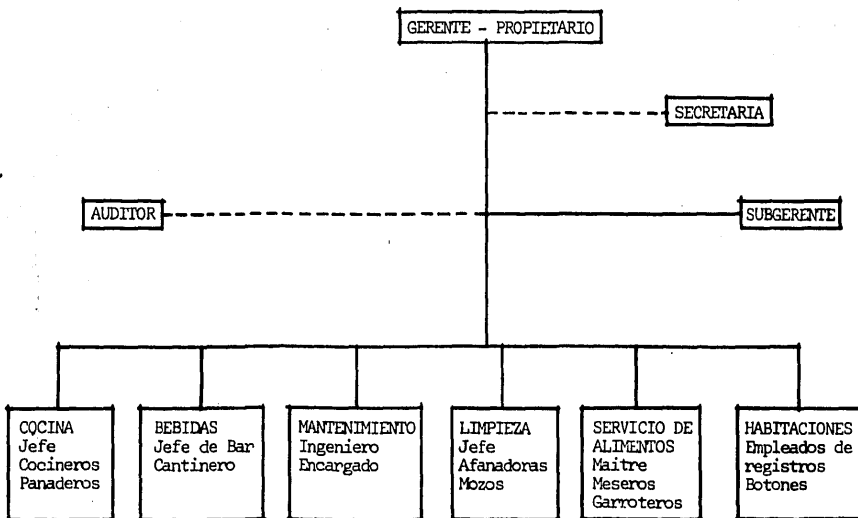 GERENTE - PROPIETARIO
SECRETARIA
AUDITOR
SUBGERENTE
COCINA
Jefe
Cocineros
Panaderos
BEBIDAS
Jefe de Bar
Cantinero
MANTENIMIENTO
Ingeniero
Encargado
LIMPIEZA
Jefe
Afanadoras
Mozos
SERVICIO DE
ALIMENTOS
Maitre
Meseros
Garroteros
HABITACIONES
Empleados de
registros
Botones